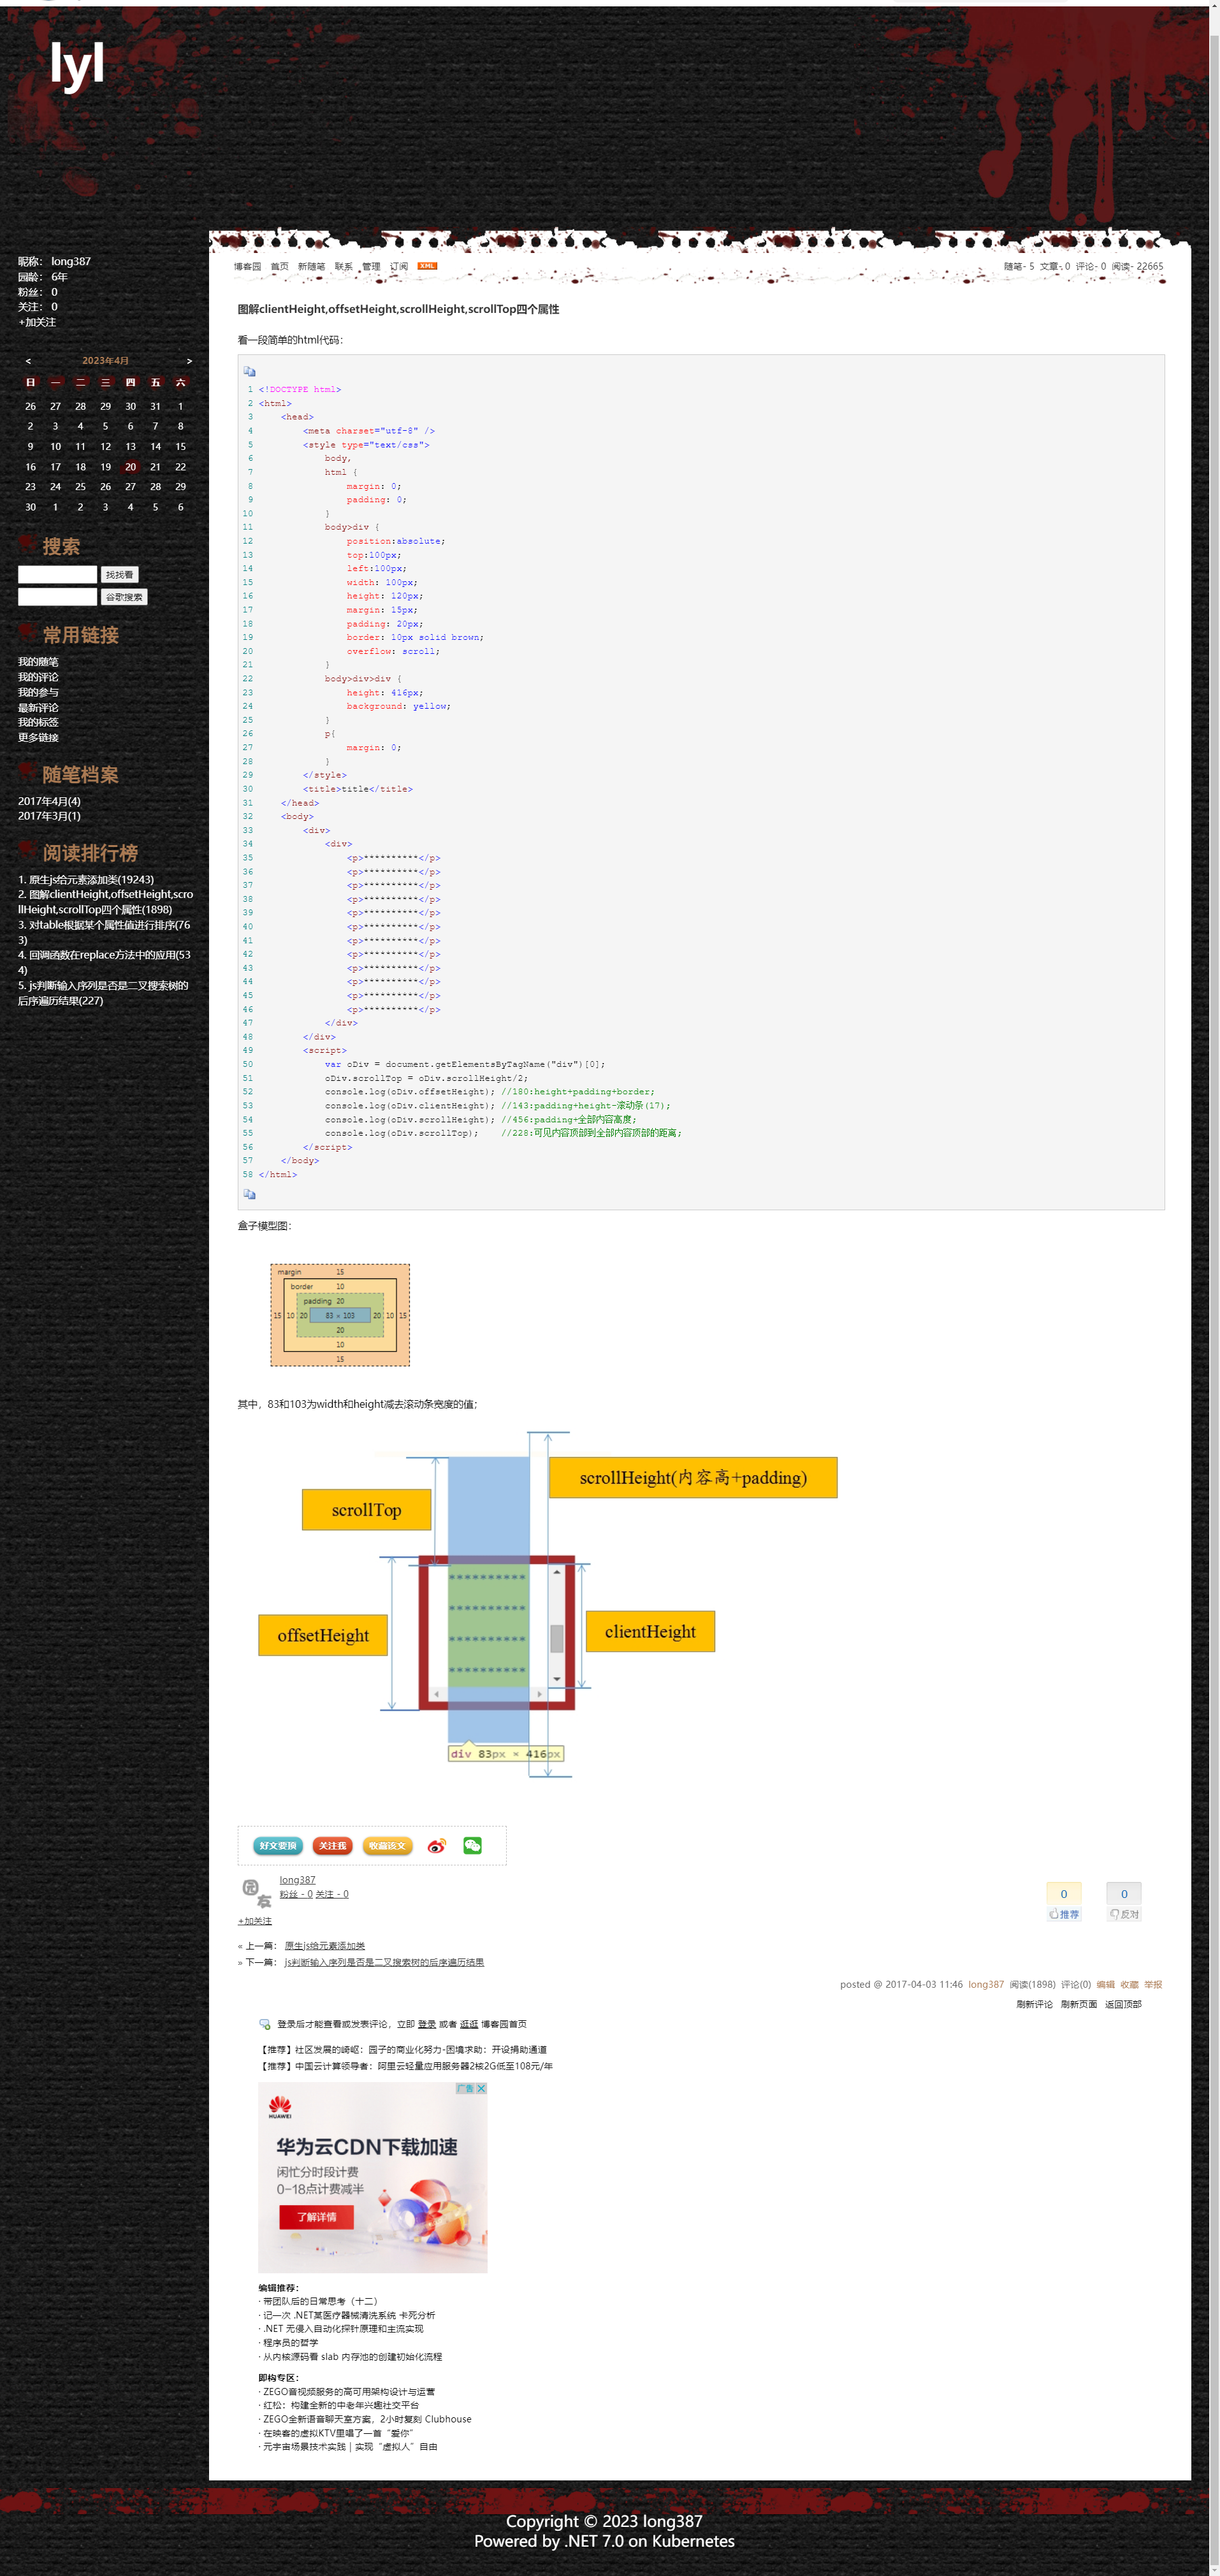 lyl
昵称： long387
园龄： 6年
粉丝： 0
关注： 0
+加关注
< 2023年4月 >
日 一 二 三 四 五 六
26 27 28 29 30 31 1
2 3 4 5 6 7 8
9 10 11 12 13 14 15
16 17 18 19 20 21 22
23 24 25 26 27 28 29
30 1 2 3 4 5 6
搜索
找找看
谷歌搜索
常用链接
我的随笔
我的评论
我的参与
最新评论
我的标签
更多链接
随笔档案
2017年4月(4)
2017年3月(1)
阅读排行榜
1. 原生js给元素添加类(19243)
2. 图解clientHeight,offsetHeight,scro
llHeight,scrollTop四个属性(1898)
3. 对table根据某个属性值进行排序(76
3)
4. 回调函数在replace方法中的应用(53
4)
5. js判断输入序列是否是二叉搜索树的
后序遍历结果(227)
博客园 首页 新随笔 联系 管理 订阅 XML
随笔- 5 文章- 0 评论- 0 阅读- 22665
图解clientHeight,offsetHeight,scrollHeight,scrollTop四个属性
看一段简单的html代码：
1 <!DOCTYPE html>
2 <html>
3 <head>
4 <meta charset="utf-8" />
5 <style type="text/css">
6 body,
7 html {
8 margin: 0;
9 padding: 0;
10 }
11 body>div {
12 position:absolute;
13 top:100px;
14 left:100px;
15 width: 100px;
16 height: 120px;
17 margin: 15px;
18 padding: 20px;
19 border: 10px solid brown;
20 overflow: scroll;
21 }
22 body>div>div {
23 height: 416px;
24 background: yellow;
25 }
26 p{
27 margin: 0;
28 }
29 </style>
30 <title>title</title>
31 </head>
32 <body>
33 <div>
34 <div>
35 <p>**********</p>
36 <p>**********</p>
37 <p>**********</p>
38 <p>**********</p>
39 <p>**********</p>
40 <p>**********</p>
41 <p>**********</p>
42 <p>**********</p>
43 <p>**********</p>
44 <p>**********</p>
45 <p>**********</p>
46 <p>**********</p>
47 </div>
48 </div>
49 <script>
50 var oDiv = document.getElementsByTagName("div")[0];
51 oDiv.scrollTop = oDiv.scrollHeight/2;
52 console.log(oDiv.offsetHeight); //180:height+padding+border;
53 console.log(oDiv.clientHeight); //143:padding+height-滚动条(17);
54 console.log(oDiv.scrollHeight); //456:padding+全部内容高度;
55 console.log(oDiv.scrollTop); //228:可见内容顶部到全部内容顶部的距离;
56 </script>
57 </body>
58 </html>
盒子模型图：
margin 15
border 10
padding 20
15 10 20 83 × 103 20 10 15
20
10
15
其中，83和103为width和height减去滚动条宽度的值；
scrollHeight(内容高+padding)
scrollTop
offsetHeight
clientHeight
div 83px × 416px
好文要顶 关注我 收藏该文
园友
long387
粉丝 - 0 关注 - 0
+加关注
0 0
推荐 反对
« 上一篇： 原生js给元素添加类
» 下一篇： js判断输入序列是否是二叉搜索树的后序遍历结果
posted @ 2017-04-03 11:46 long387 阅读(1898) 评论(0) 编辑 收藏 举报
刷新评论 刷新页面 返回顶部
登录后才能查看或发表评论，立即 登录 或者 逛逛 博客园首页
【推荐】社区发展的崎岖：园子的商业化努力-困境求助：开设捐助通道
【推荐】中国云计算领导者：阿里云轻量应用服务器2核2G低至108元/年
广告
HUAWEI
华为云CDN下载加速
闲忙分时段计费
0-18点计费减半
了解详情
编辑推荐：
· 带团队后的日常思考（十二）
· 记一次 .NET某医疗器械清洗系统 卡死分析
· .NET 无侵入自动化探针原理和主流实现
· 程序员的哲学
· 从内核源码看 slab 内存池的创建初始化流程
即构专区：
· ZEGO音视频服务的高可用架构设计与运营
· 红松：构建全新的中老年兴趣社交平台
· ZEGO全新语音聊天室方案，2小时复刻 Clubhouse
· 在映客的虚拟KTV里唱了一首“爱你”
· 元宇宙场景技术实践｜实现“虚拟人”自由
Copyright © 2023 long387
Powered by .NET 7.0 on Kubernetes